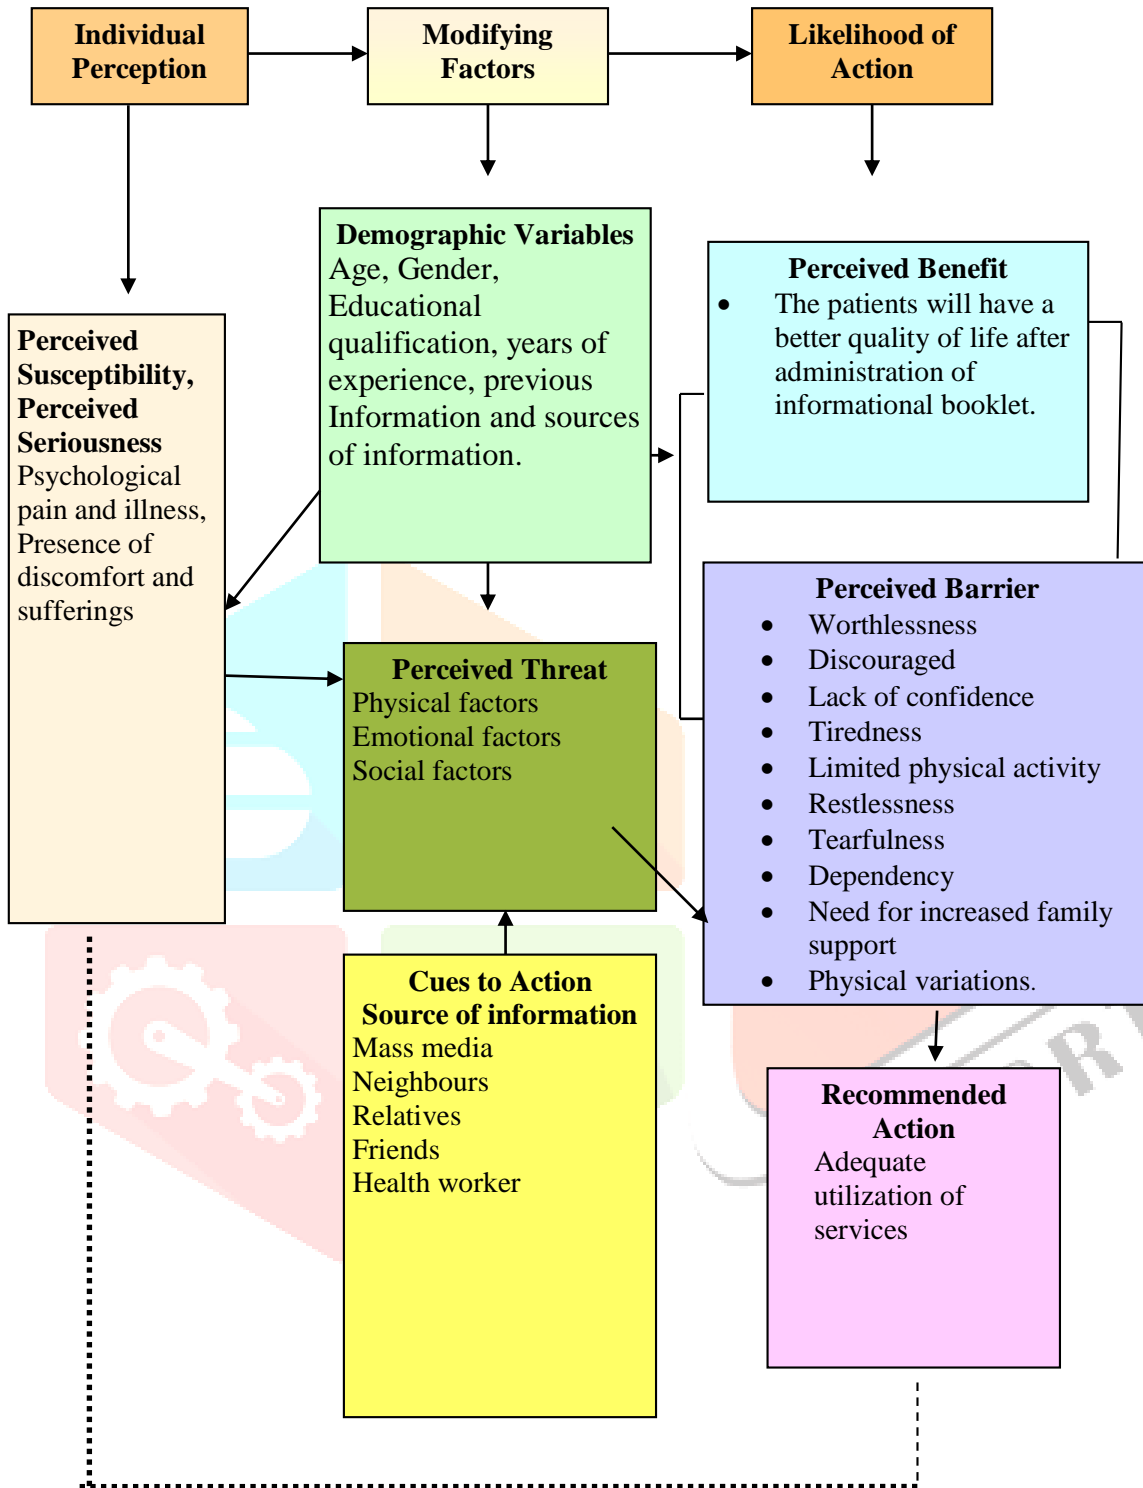 Individual
Perception
Modifying
Factors
Likelihood of
Action
Perceived
Susceptibility,
Perceived
Seriousness
Psychological
pain and illness,
Presence of
discomfort and
sufferings
Demographic Variables
Age, Gender,
Educational
qualification, years of
experience, previous
Information and sources
of information.
Perceived Threat
Physical factors
Emotional factors
Social factors
Cues to Action
Source of information
Mass media
Neighbours
Relatives
Friends
Health worker
Perceived Benefit
• The patients will have a
better quality of life after
administration of
informational booklet.
Perceived Barrier
• Worthlessness
• Discouraged
• Lack of confidence
• Tiredness
• Limited physical activity
• Restlessness
• Tearfulness
• Dependency
• Need for increased family
support
• Physical variations.
Recommended
Action
Adequate
utilization of
services